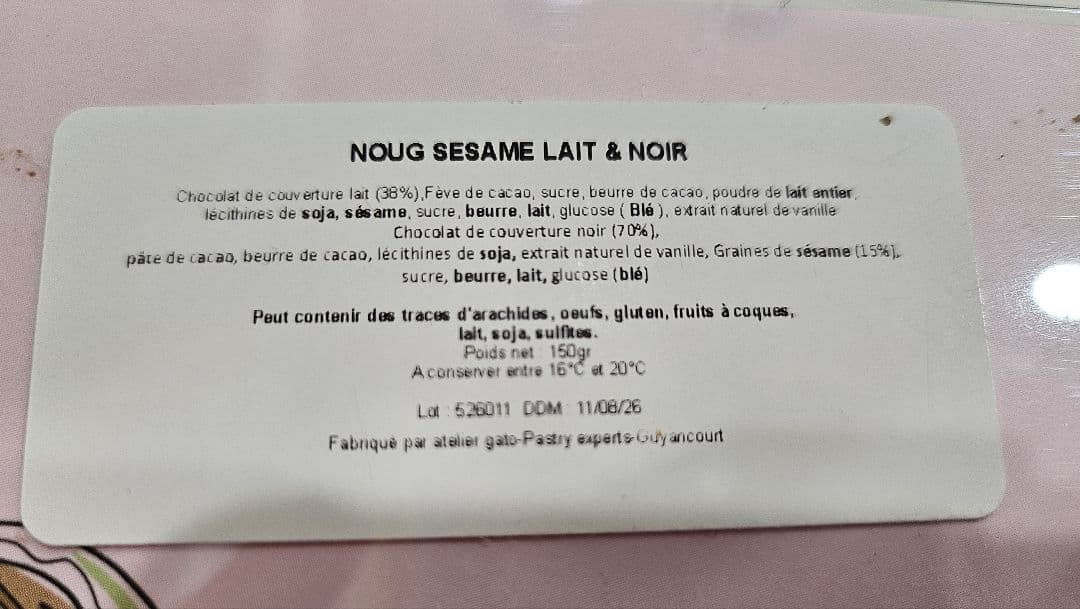 NOUG SESAME LAIT & NOIR
Chocolat de couverture lait (38%),Fève de cacao, sucre, beurre de cacao, poudre de lait entier,
lécithines de soja, sésame, sucre, beurre, lait, glucose ( Blé ), extrait naturel de vanille
Chocolat de couverture noir (70%),
pâte de cacao, beurre de cacao, lécithines de soja, extrait naturel de vanille, Graines de sésame (15%),
sucre, beurre, lait, glucose (blé)
Peut contenir des traces d'arachides, oeufs, gluten, fruits à coques,
lait, soja, sulfites.
Poids net : 150gr
A conserver entre 16°C et 20°C
Lot : 526011 DDM : 11/08/26
Fabriqué par atelier gato-Pastry experts-Guyancourt